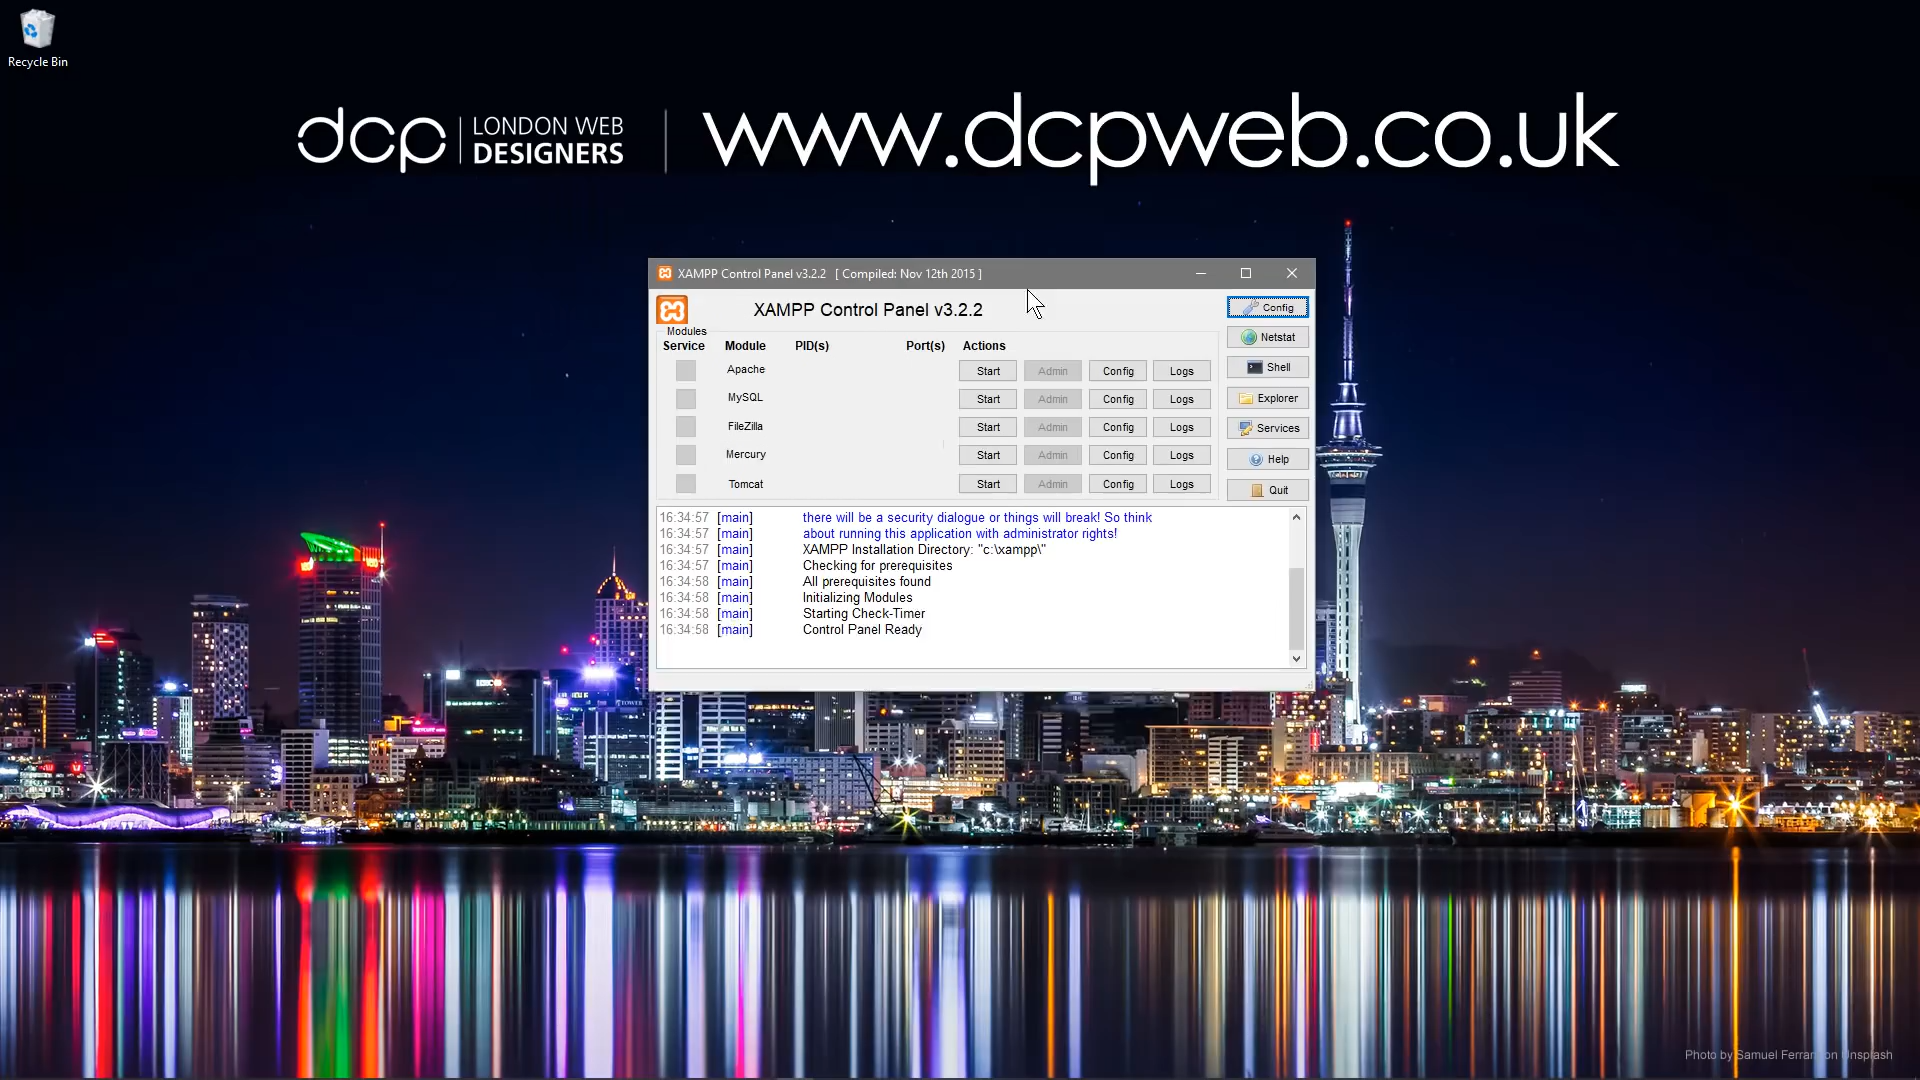 Recycle Bin
dcp LONDON WEB DESIGNERS www.dcpweb.co.uk
XAMPP Control Panel v3.2.2 [ Compiled: Nov 12th 2015 ]
XAMPP Control Panel v3.2.2
Config
Modules
Service Module PID(s) Port(s) Actions
Netstat
Apache Start Admin Config Logs
Shell
MySQL Start Admin Config Logs
Explorer
FileZilla Start Admin Config Logs
Services
Mercury Start Admin Config Logs
Help
Tomcat Start Admin Config Logs
Quit
16:34:57 [main] there will be a security dialogue or things will break! So think
16:34:57 [main] about running this application with administrator rights!
16:34:57 [main] XAMPP Installation Directory: "c:\xampp\"
16:34:57 [main] Checking for prerequisites
16:34:58 [main] All prerequisites found
16:34:58 [main] Initializing Modules
16:34:58 [main] Starting Check-Timer
16:34:58 [main] Control Panel Ready
Photo by Samuel Ferrara on Unsplash